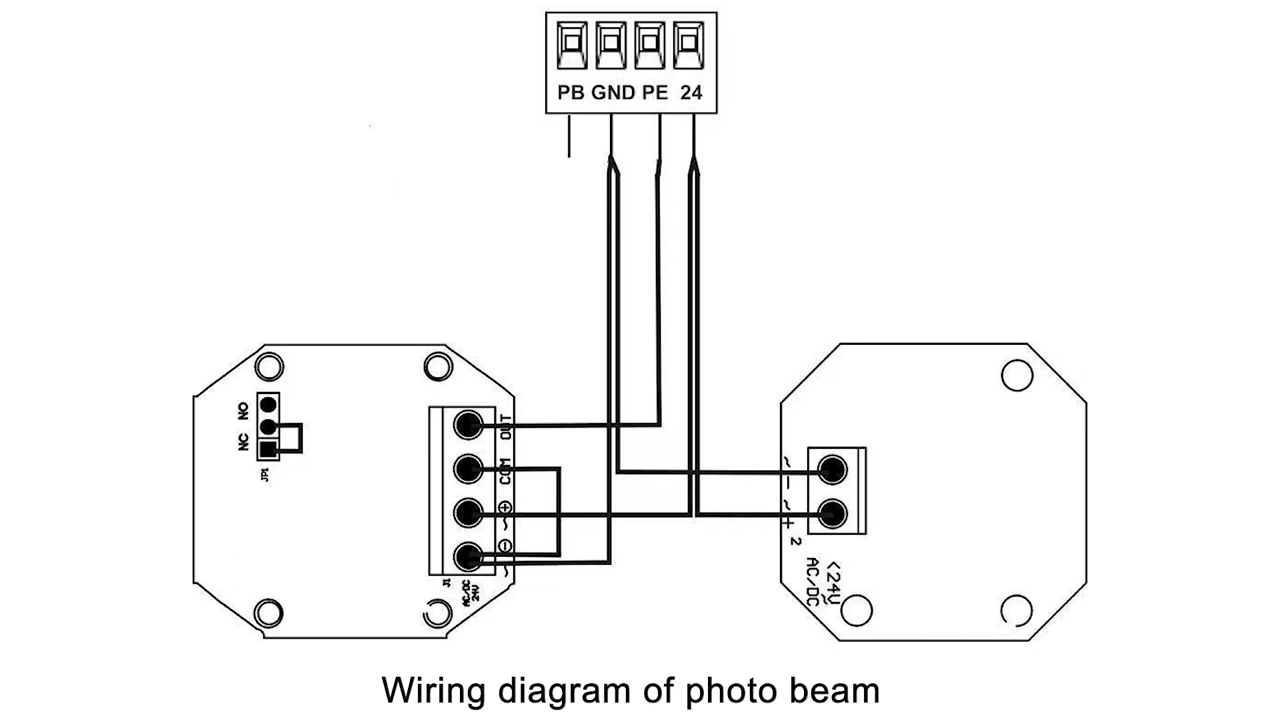 PB GND PE 24
NO
NC
JP1
OUT
COM
~ +
~ -
J1
AC/DC
24V
~ -
~ +
2
<24V
AC/DC
Wiring diagram of photo beam